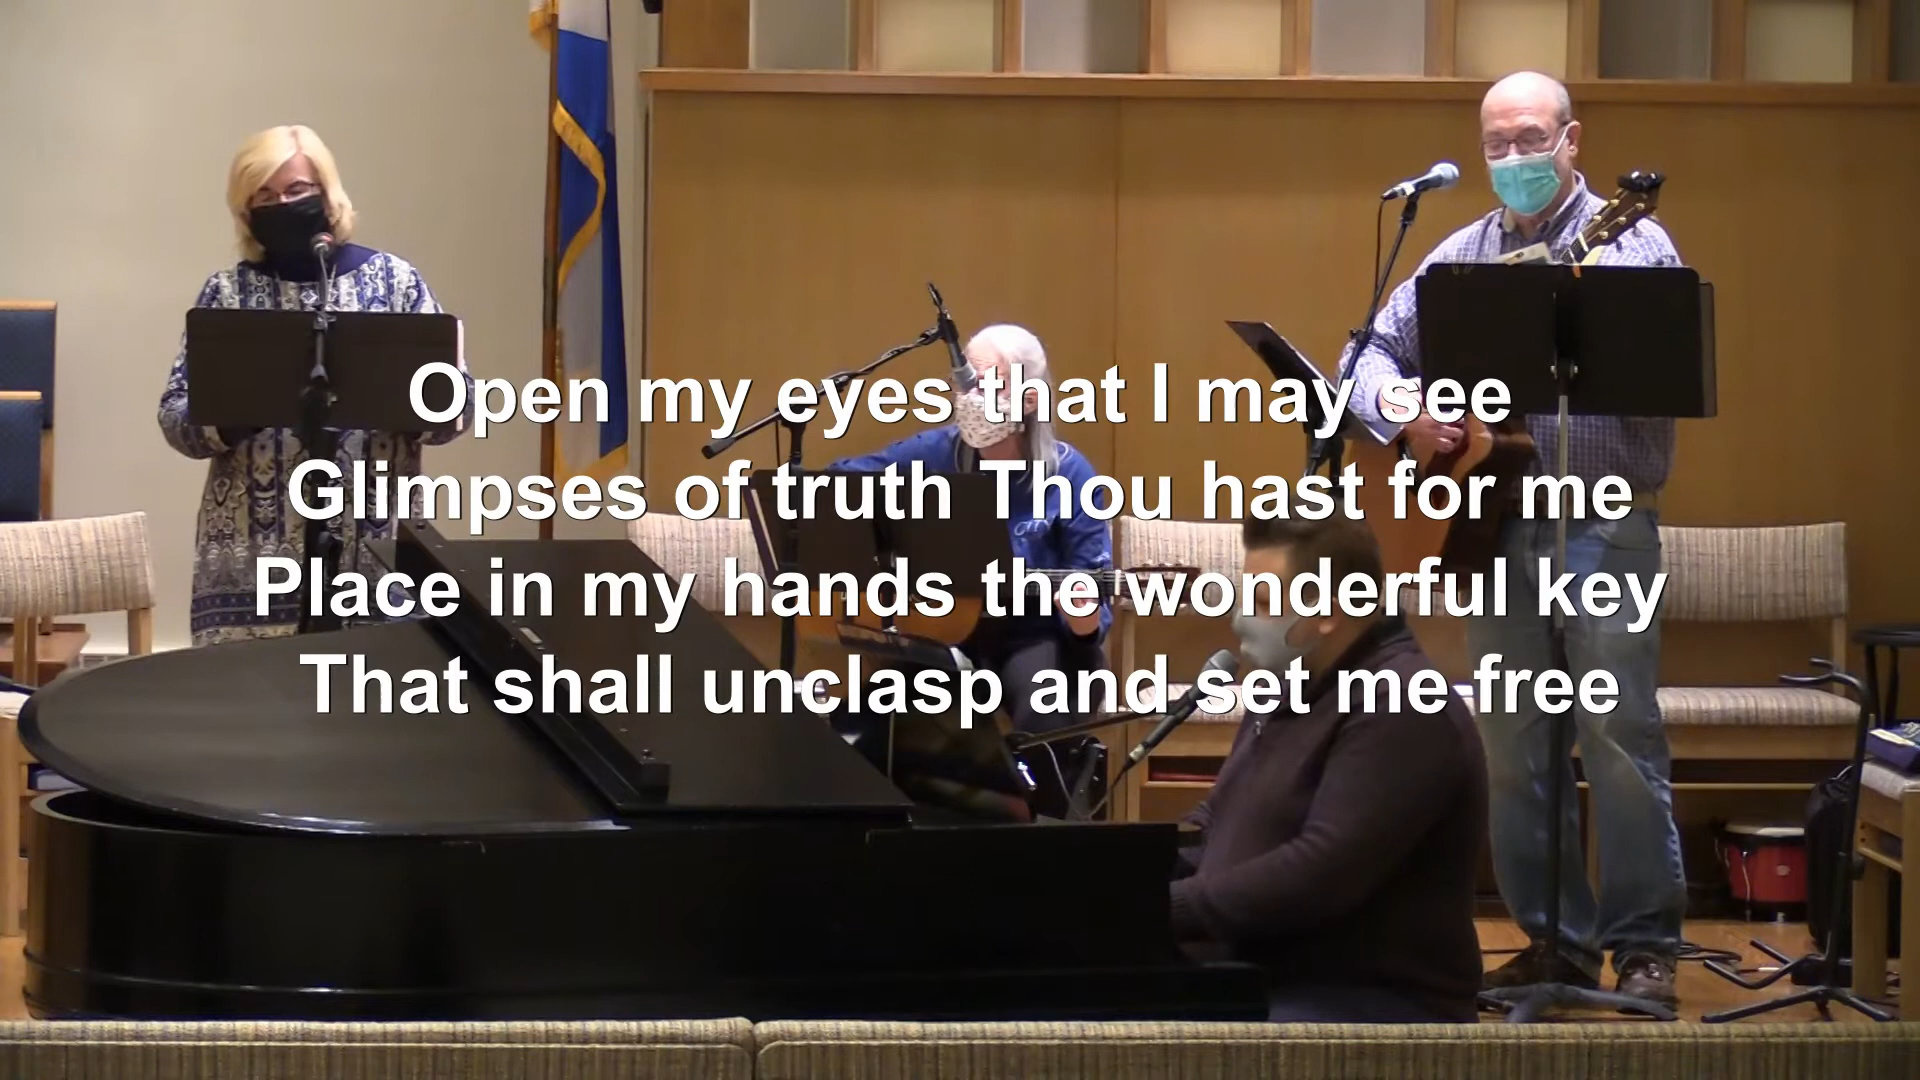 Open my eyes that I may see
Glimpses of truth Thou hast for me
Place in my hands the wonderful key
That shall unclasp and set me free